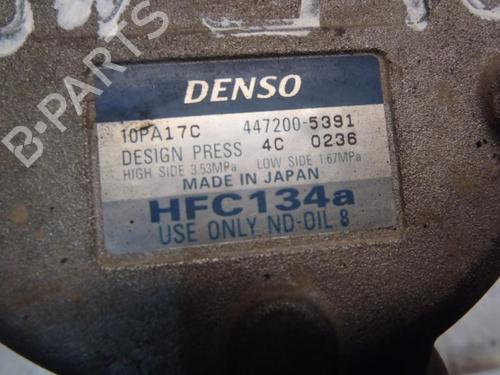 DENSO
10PA17C 447200-5391
DESIGN PRESS 4C 0236
HIGH SIDE 3.53MPa LOW SIDE 1.67MPa
MADE IN JAPAN
HFC134a
USE ONLY ND-OIL 8
B-PARTS